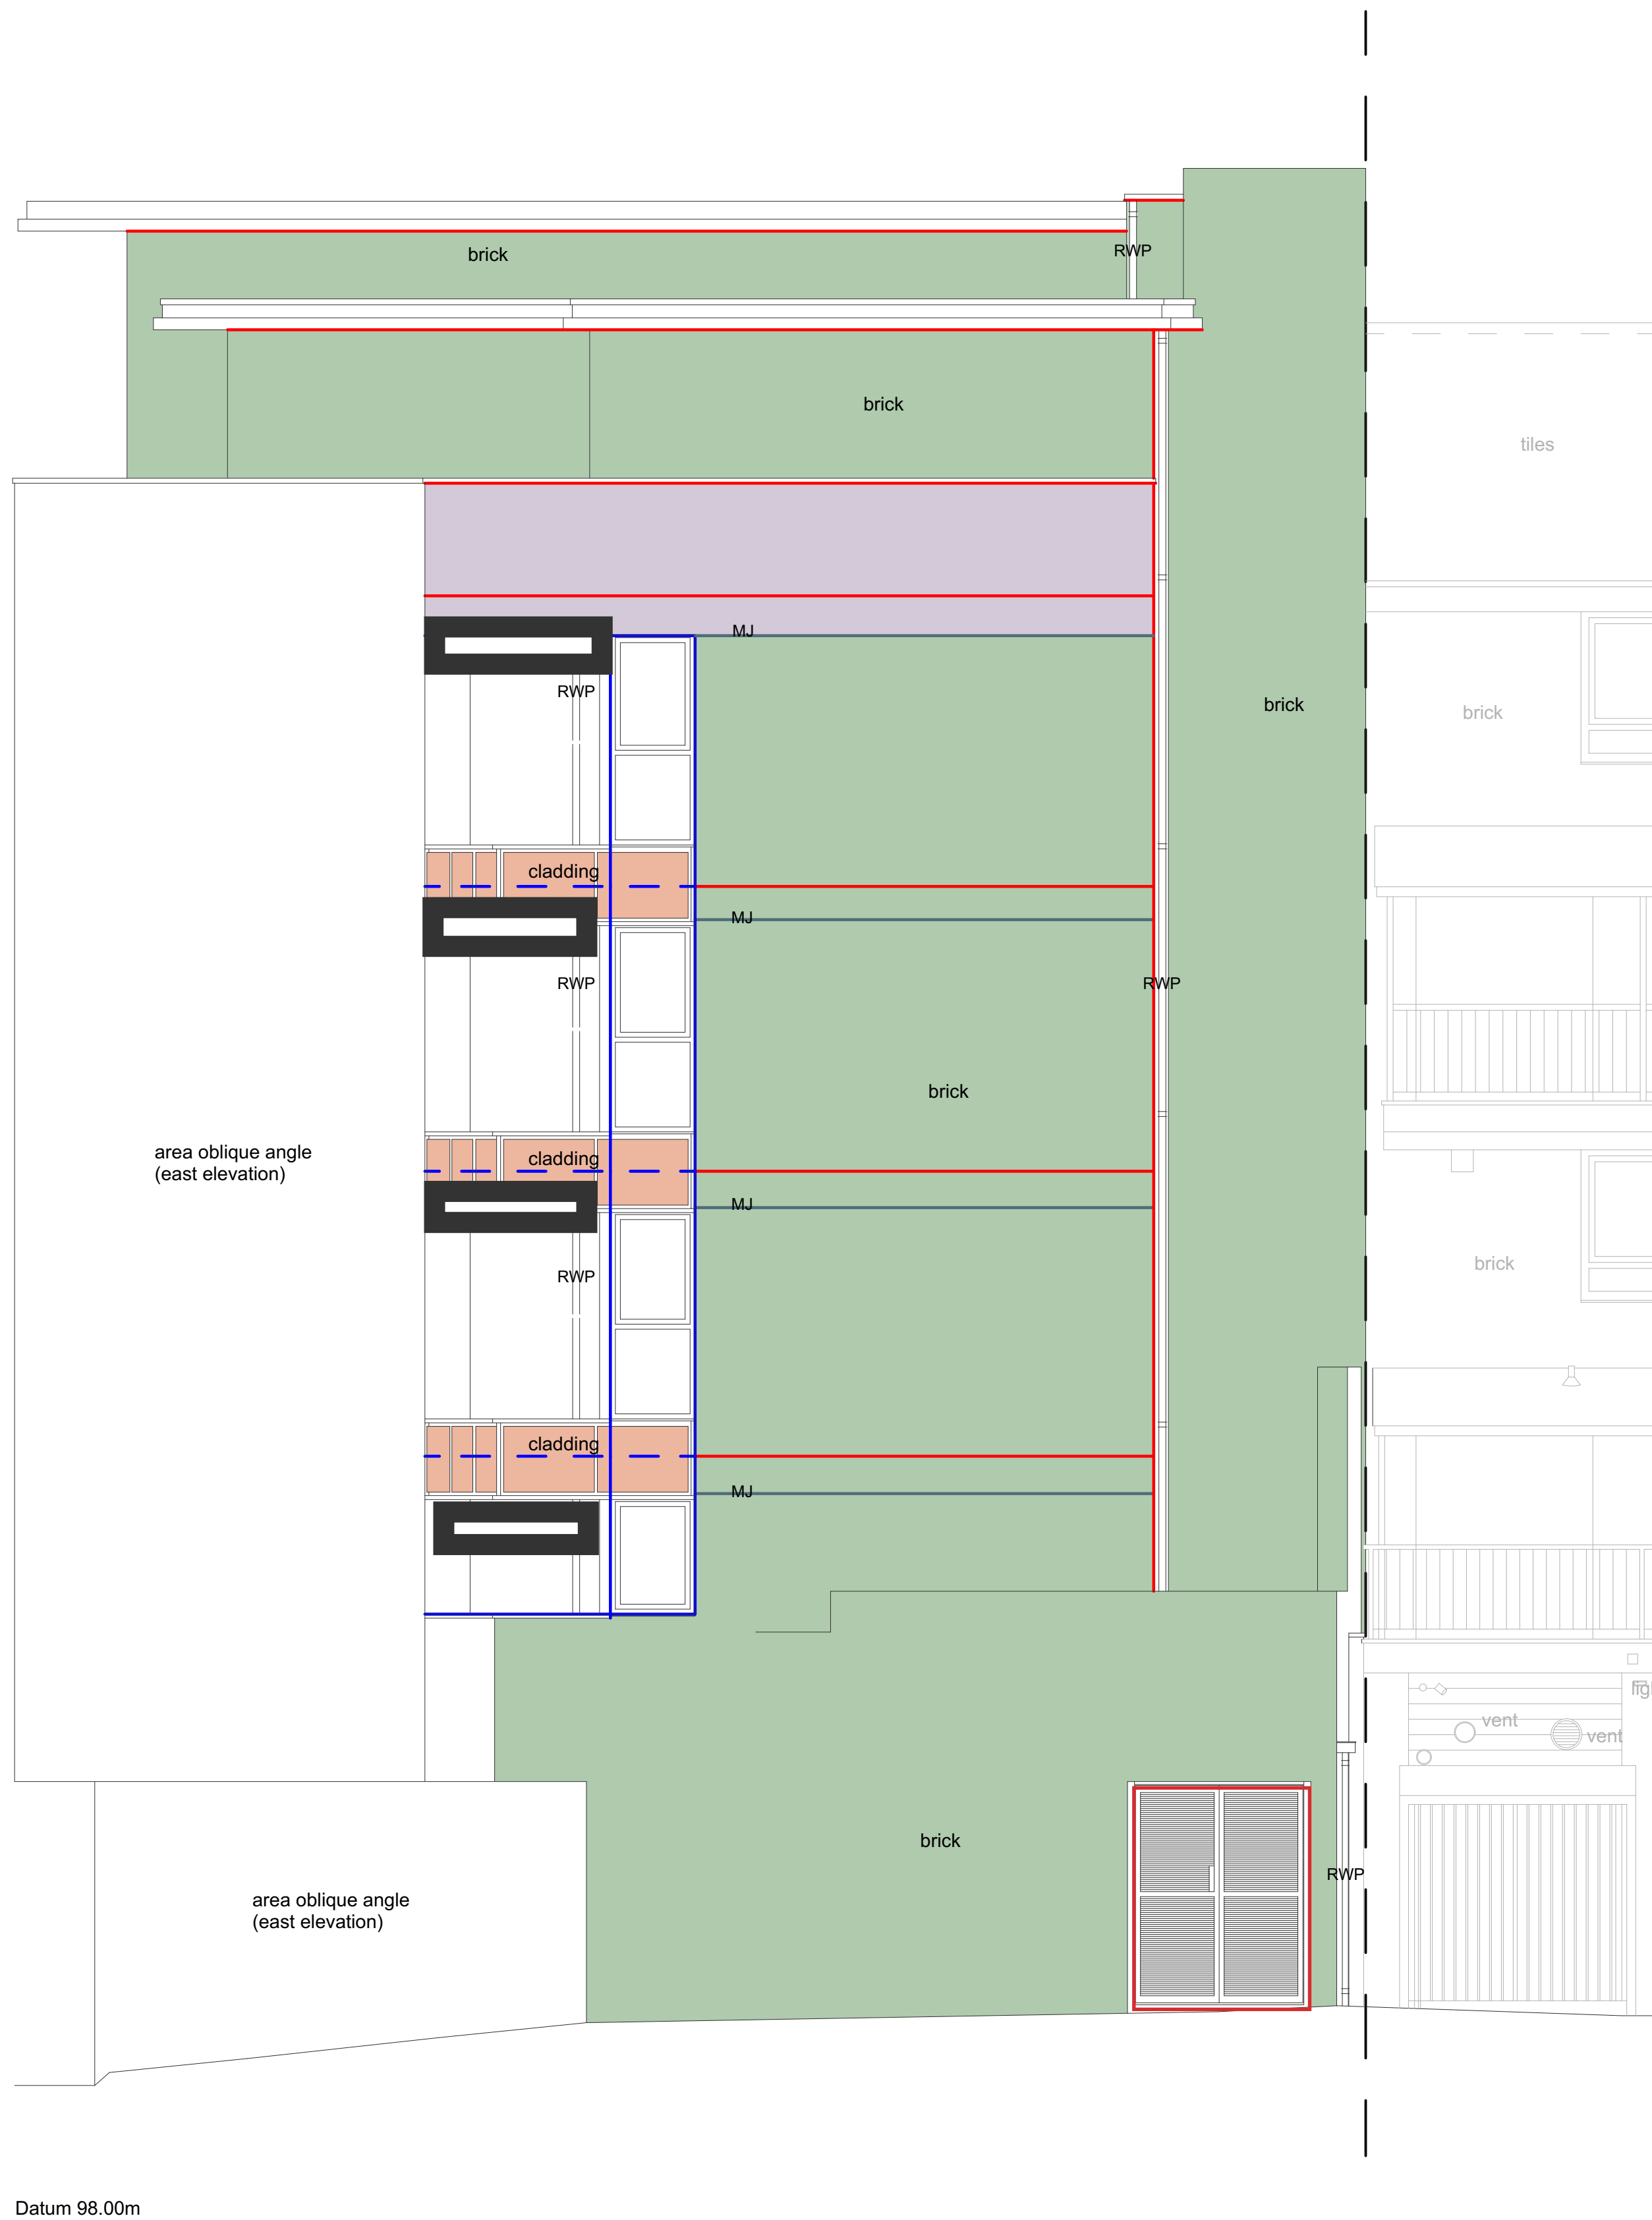 brick
RWP
brick
tiles
MJ
RWP
brick
brick
cladding
MJ
RWP
RWP
brick
area oblique angle
(east elevation)
cladding
MJ
brick
RWP
cladding
MJ
vent
vent
brick
RWP
area oblique angle
(east elevation)
Datum 98.00m